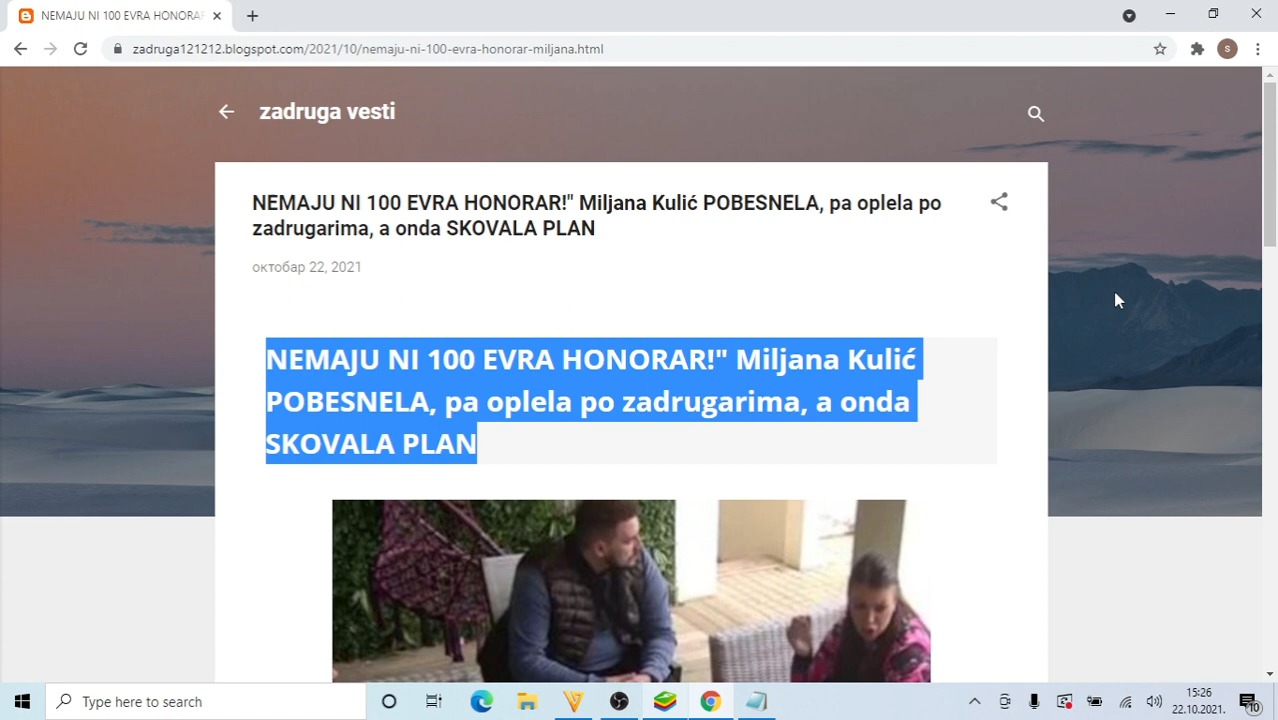 NEMAJU NI 100 EVRA HONORAR
zadruga121212.blogspot.com/2021/10/nemaju-ni-100-evra-honorar-miljana.html
S
zadruga vesti
NEMAJU NI 100 EVRA HONORAR!" Miljana Kulić POBESNELA, pa oplela po
zadrugarima, a onda SKOVALA PLAN
октобар 22, 2021
NEMAJU NI 100 EVRA HONORAR!" Miljana Kulić
POBESNELA, pa oplela po zadrugarima, a onda
SKOVALA PLAN
Type here to search
15:26
22.10.2021.
10